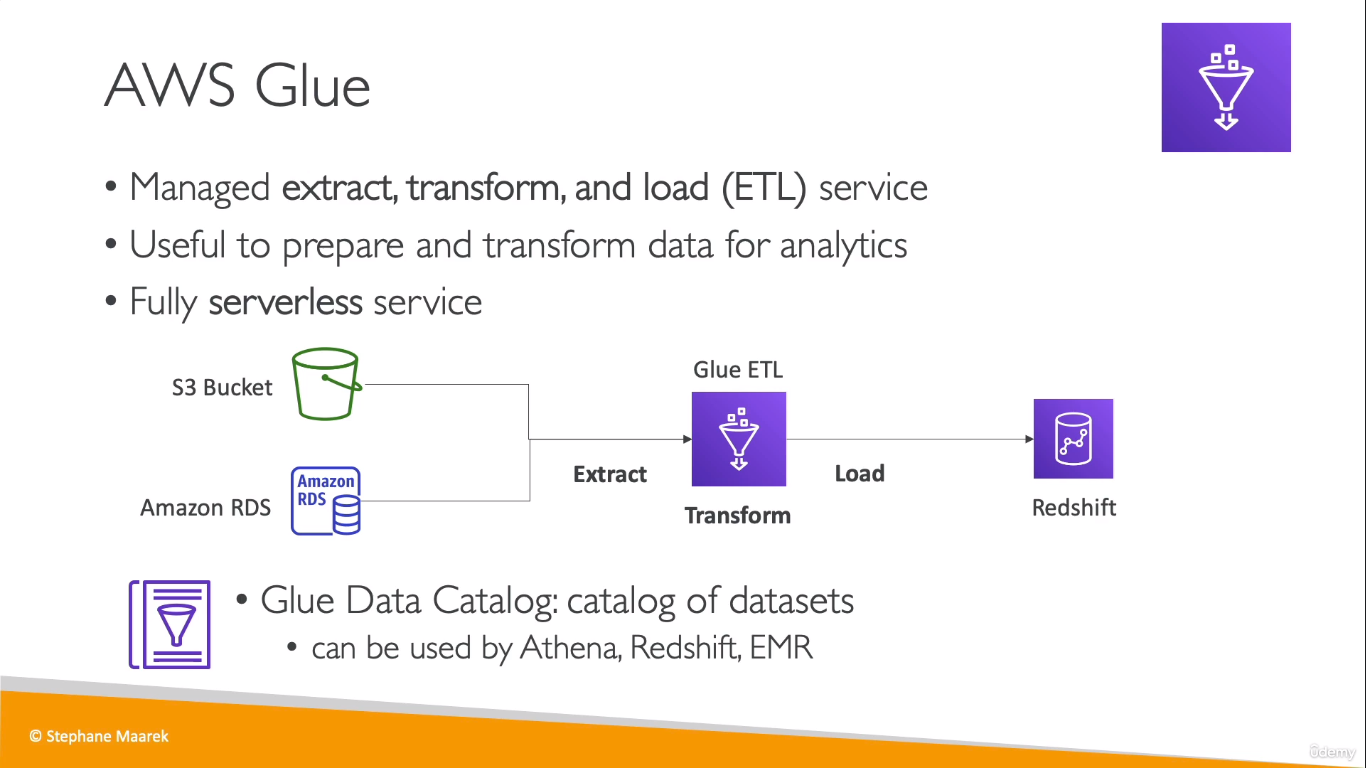 AWS Glue
• Managed extract, transform, and load (ETL) service
• Useful to prepare and transform data for analytics
• Fully serverless service
Glue ETL
S3 Bucket
Extract
Load
Transform
Amazon RDS
Amazon
RDS
Redshift
• Glue Data Catalog: catalog of datasets
• can be used by Athena, Redshift, EMR
© Stephane Maarek
ûdemy